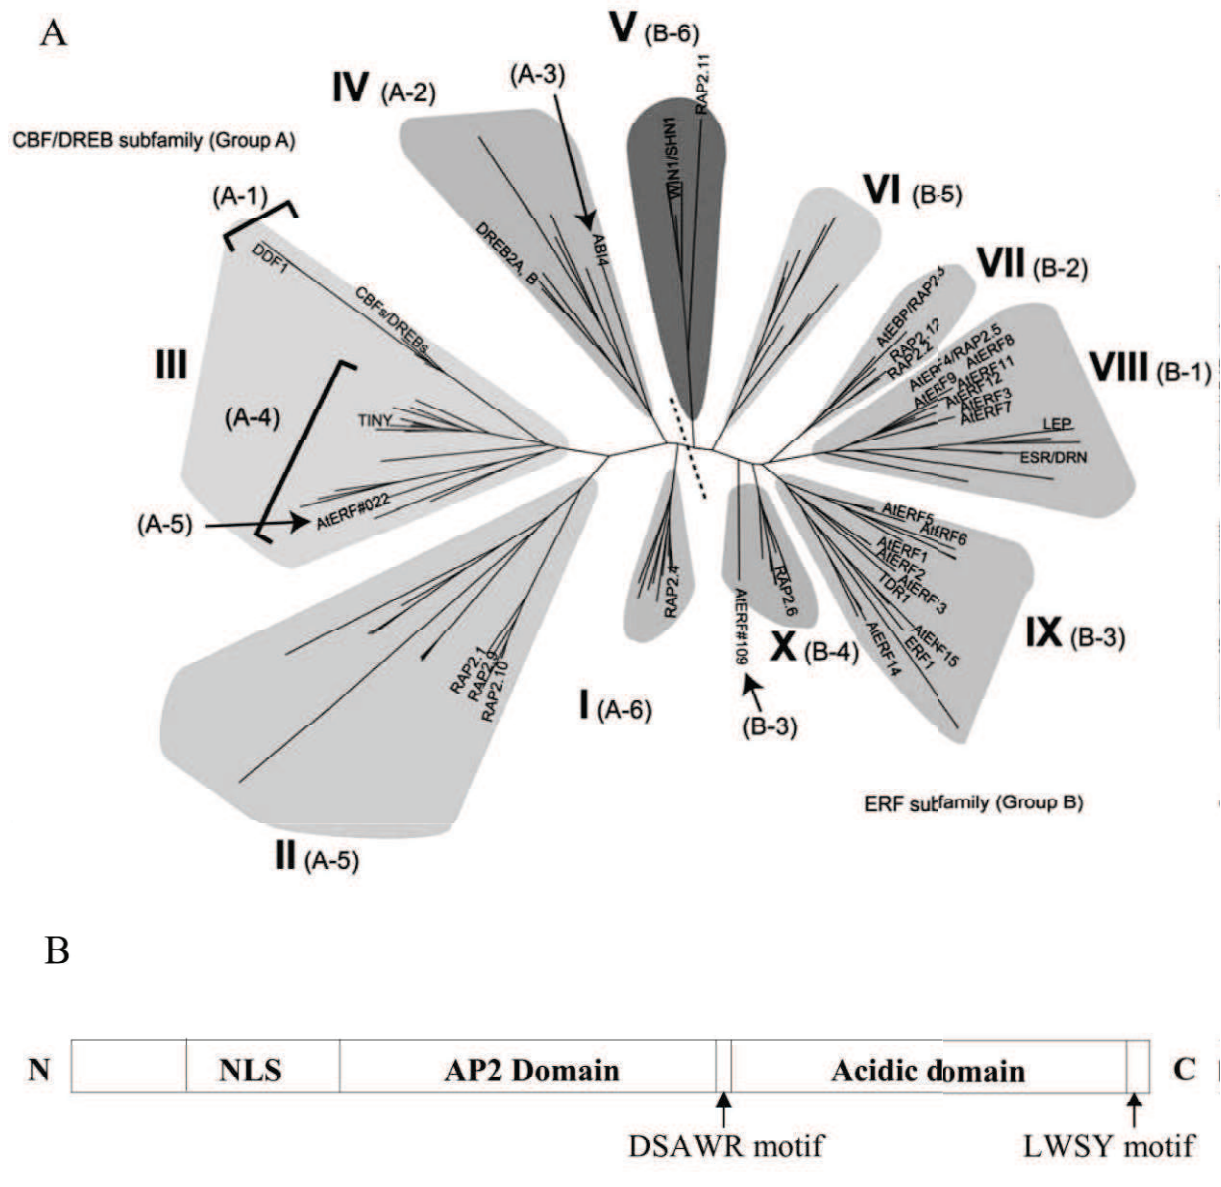 A
V (B-6)
(A-3)
IV (A-2)
RAP2.11
CBF/DREB subfamily (Group A)
WIN1/SHN1
(A-1)
VI (B-5)
DDF1
DREB2A, B
ABI4
VII (B-2)
CBFs/DREBs
AtEBP/RAP2.3
RAP2.12
RAP2.2
III
AtERF4/RAP2.5
AtERF8
VIII (B-1)
AtERF9
AtERF11
AtERF12
AtERF3
AtERF7
(A-4)
TINY
LEP
ESR/DRN
(A-5)
AtERF#022
AtERF5
AtERF6
AtERF1
AtERF2
TDR1
AtERF3
RAP2.4
RAP2.6
AtERF#109
AtERF15
ERF1
AtERF14
IX (B-3)
X (B-4)
RAP2.1
RAP2.9
RAP2.10
I (A-6)
(B-3)
ERF subfamily (Group B)
II (A-5)
B
N NLS AP2 Domain Acidic domain C
DSAWR motif LWSY motif